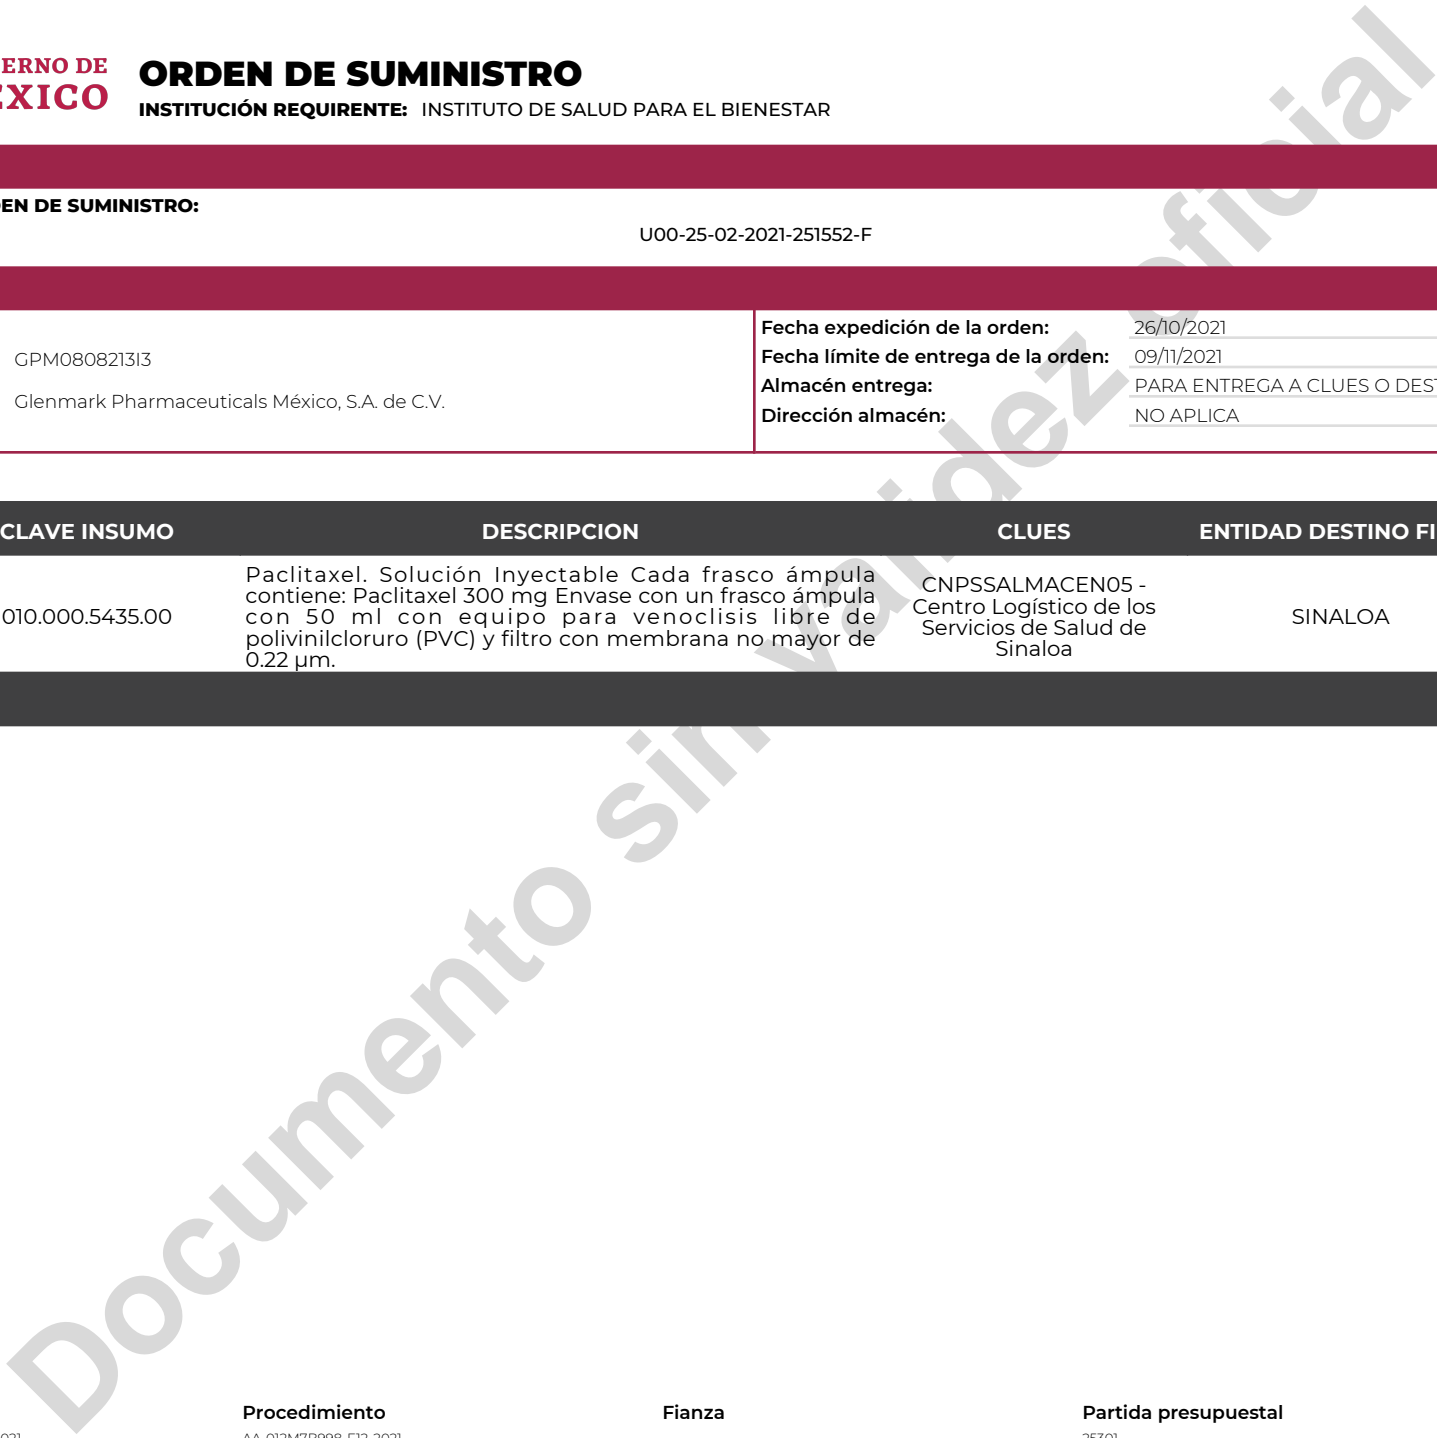 ERNO DE
ORDEN DE SUMINISTRO
XICO
INSTITUCIÓN REQUIRENTE: INSTITUTO DE SALUD PARA EL BIENESTAR
EN DE SUMINISTRO:
U00-25-02-2021-251552-F
GPM0808213I3
Glenmark Pharmaceuticals México, S.A. de C.V.
Fecha expedición de la orden: 26/10/2021
Fecha límite de entrega de la orden: 09/11/2021
Almacén entrega: PARA ENTREGA A CLUES O DEST
Dirección almacén: NO APLICA
CLAVE INSUMO DESCRIPCION CLUES ENTIDAD DESTINO FI
010.000.5435.00
Paclitaxel. Solución Inyectable Cada frasco ámpula
contiene: Paclitaxel 300 mg Envase con un frasco ámpula
con 50 ml con equipo para venoclisis libre de
polivinilcloruro (PVC) y filtro con membrana no mayor de
0.22 µm.
CNPSSALMACEN05 -
Centro Logístico de los
Servicios de Salud de
Sinaloa
SINALOA
Documento sin validez oficial
Procedimiento Fianza Partida presupuestal